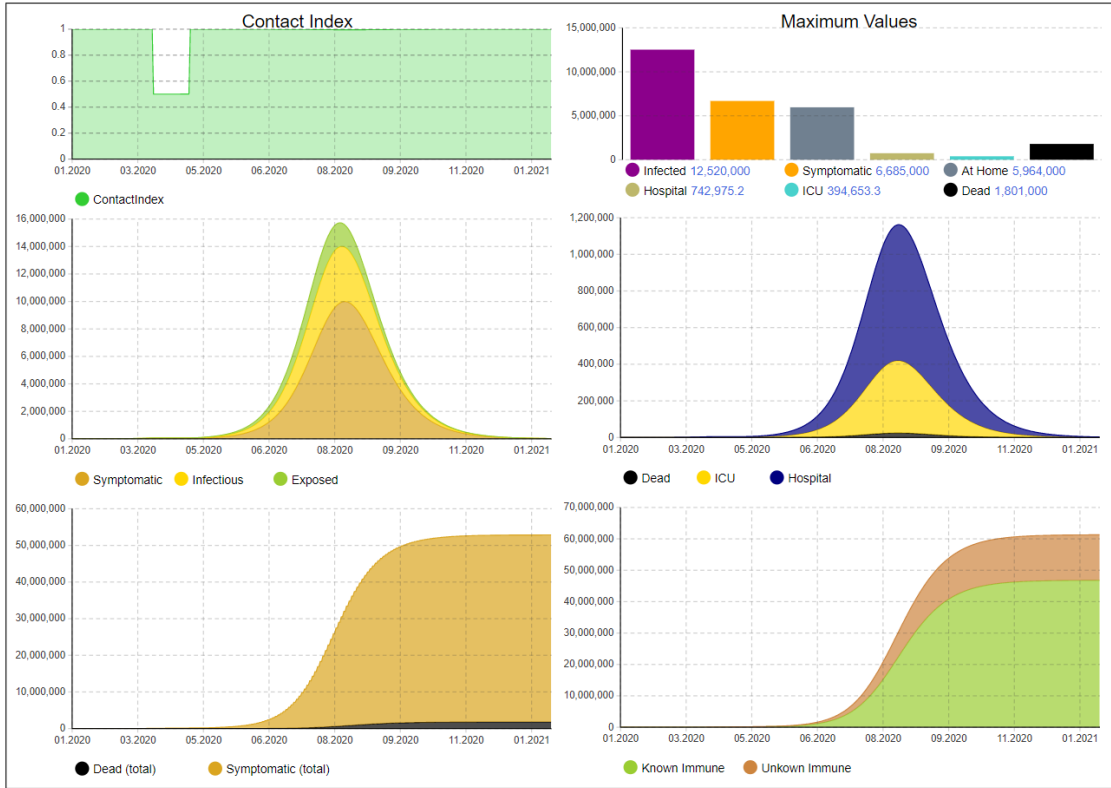 Contact Index
1
0.8
0.6
0.4
0.2
0
01.2020 03.2020 05.2020 06.2020 08.2020 09.2020 11.2020 01.2021
ContactIndex
Maximum Values
15,000,000
10,000,000
5,000,000
0
Infected 12,520,000 Symptomatic 6,685,000 At Home 5,964,000
Hospital 742,975.2 ICU 394,653.3 Dead 1,801,000
16,000,000
14,000,000
12,000,000
10,000,000
8,000,000
6,000,000
4,000,000
2,000,000
0
01.2020 03.2020 05.2020 06.2020 08.2020 09.2020 11.2020 01.2021
Symptomatic Infectious Exposed
1,200,000
1,000,000
800,000
600,000
400,000
200,000
0
01.2020 03.2020 05.2020 06.2020 08.2020 09.2020 11.2020 01.2021
Dead ICU Hospital
60,000,000
50,000,000
40,000,000
30,000,000
20,000,000
10,000,000
0
01.2020 03.2020 05.2020 06.2020 08.2020 09.2020 11.2020 01.2021
Dead (total) Symptomatic (total)
70,000,000
60,000,000
50,000,000
40,000,000
30,000,000
20,000,000
10,000,000
0
01.2020 03.2020 05.2020 06.2020 08.2020 09.2020 11.2020 01.2021
Known Immune Unkown Immune